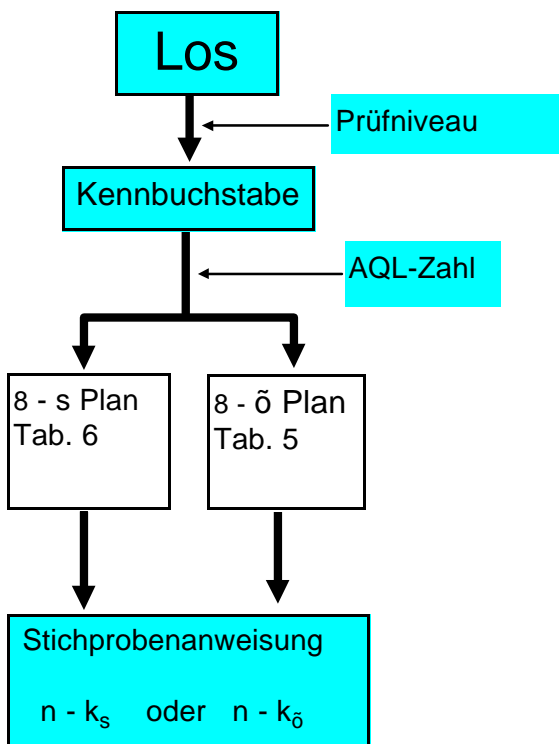 Los
Prüfniveau
Kennbuchstabe
AQL-Zahl
8 - s Plan
Tab. 6
8 - õ Plan
Tab. 5
Stichprobenanweisung
n - kₛ oder n - kõ